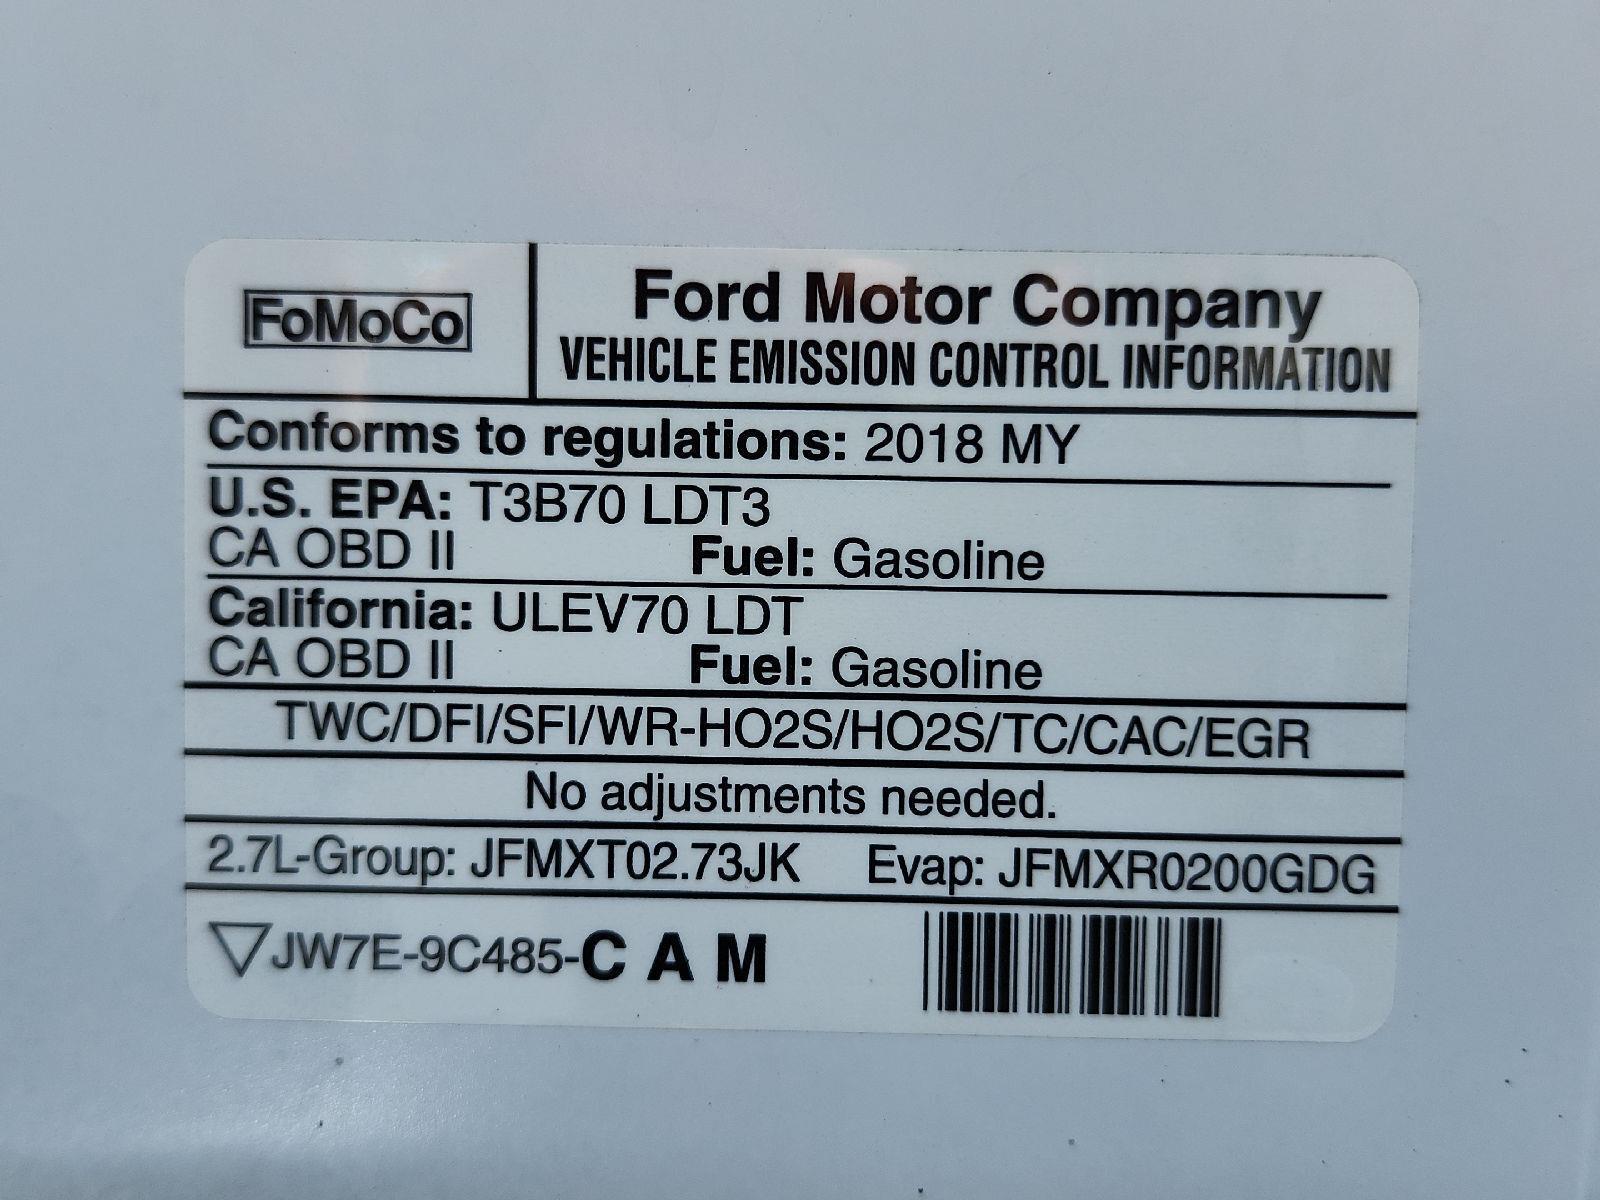 FoMoCo
Ford Motor Company
VEHICLE EMISSION CONTROL INFORMATION
Conforms to regulations: 2018 MY
U.S. EPA: T3B70 LDT3
CA OBD II Fuel: Gasoline
California: ULEV70 LDT
CA OBD II Fuel: Gasoline
TWC/DFI/SFI/WR-HO2S/HO2S/TC/CAC/EGR
No adjustments needed.
2.7L-Group: JFMXT02.73JK Evap: JFMXR0200GDG
JW7E-9C485-C A M